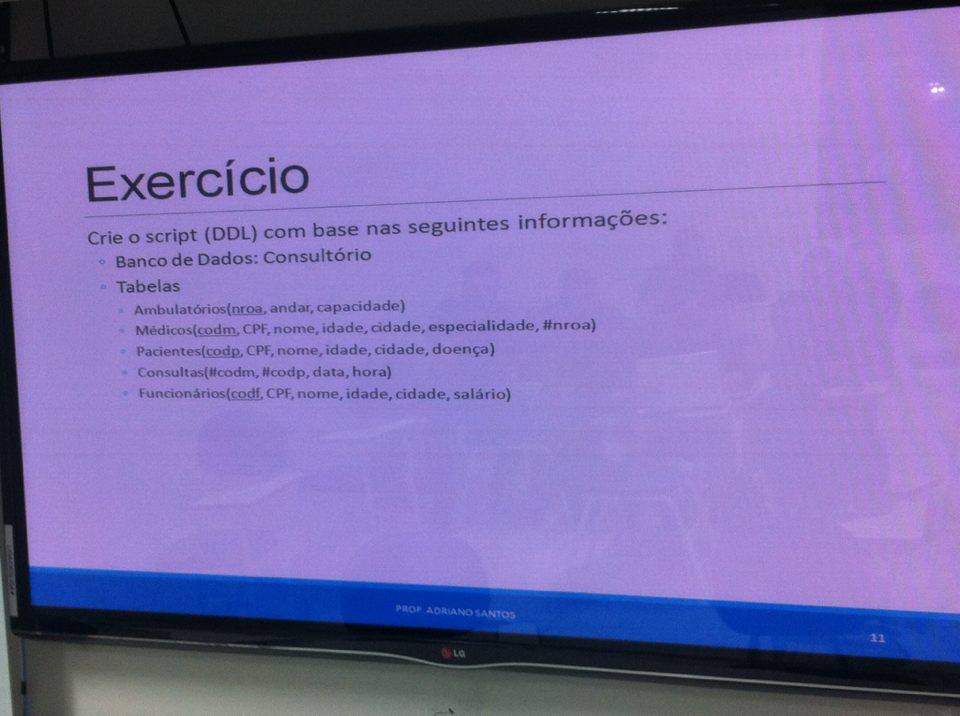 Exercício
Crie o script (DDL) com base nas seguintes informações:
Banco de Dados: Consultório
Tabelas
Ambulatórios(nroa, andar, capacidade)
Médicos(codm, CPF, nome, idade, cidade, especialidade, #nroa)
Pacientes(codp, CPF, nome, idade, cidade, doença)
Consultas(#codm, #codp, data, hora)
Funcionários(codf, CPF, nome, idade, cidade, salário)
PROF ADRIANO SANTOS
11
LG